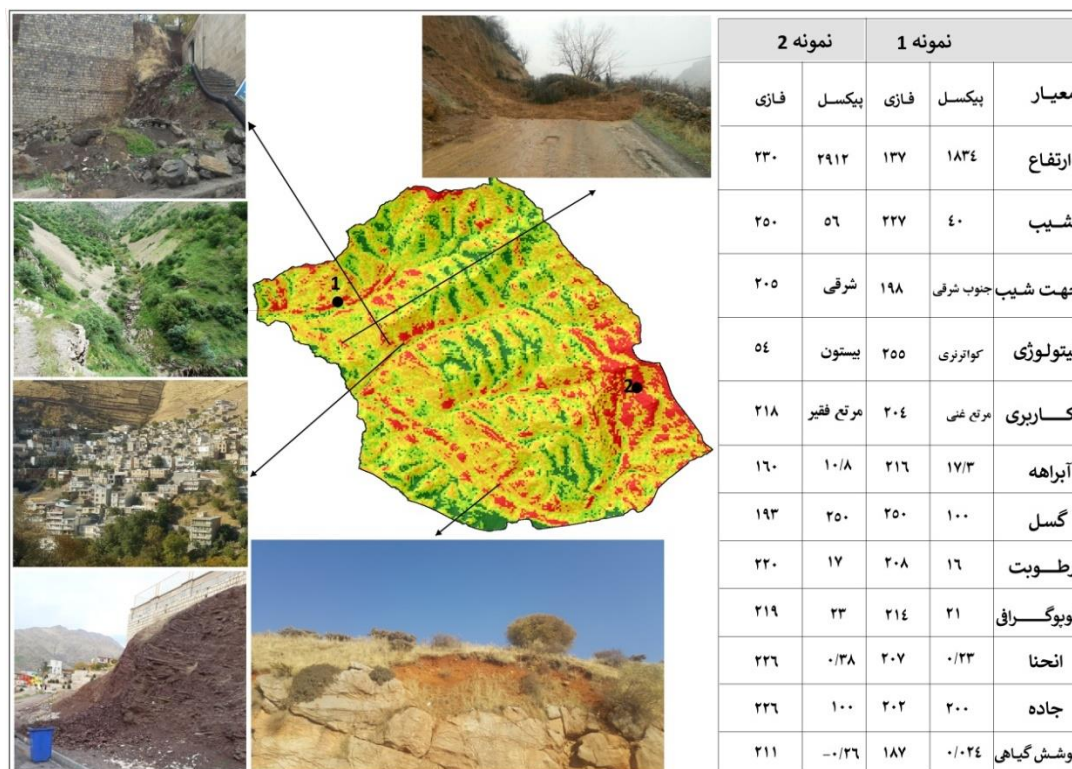 نمونه 1 نمونه 2
معیار پیکسل فازی پیکسل فازی
ارتفاع ۱۸۳٤ ۱۳۷ ۲۹۱۲ ۲۳۰
شیب ٤۰ ۲۲۷ ٥٦ ۲٥۰
جهت شیب جنوب شرقی ۱۹۸ شرقی ۲۰٥
یتولوژی کواترنری ۲٥٥ بیستون ٥٤
کاربری مرتع غنی ۲۰٤ مرتع فقیر ۲۱۸
آبراهه ۱۷/۳ ۲۱٦ ۱۰/۸ ۱٦۰
گسل ۱۰۰ ۲٥۰ ۲٥۰ ۱۹۳
رطوبت ۱٦ ۲۰۸ ۱۷ ۲۲۰
وپوگرافی ۲۱ ۲۱٤ ۲۳ ۲۱۹
انحنا ۰/۲۳ ۲۰۷ ۰/۳۸ ۲۲٦
جاده ۲۰۰ ۲۰۲ ۱۰۰ ۲۲٦
وشش گیاهی ۰/۰۲٤ ۱۸۷ -۰/۲٦ ۲۱۱
1
2